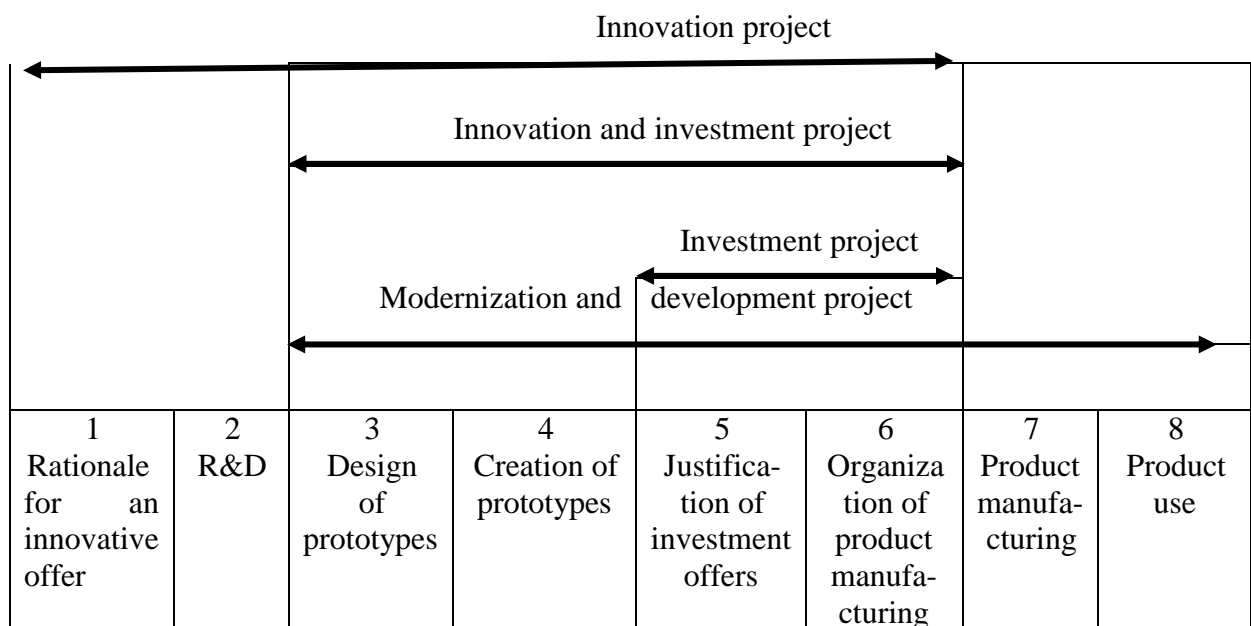 Innovation project
Innovation and investment project
Investment project
Modernization and development project
1
Rationale
for an
innovative
offer
2
R&D
3
Design
of
prototypes
4
Creation of
prototypes
5
Justifica-
tion of
investment
offers
6
Organiza
tion of
product
manufa-
cturing
7
Product
manufa-
cturing
8
Product
use